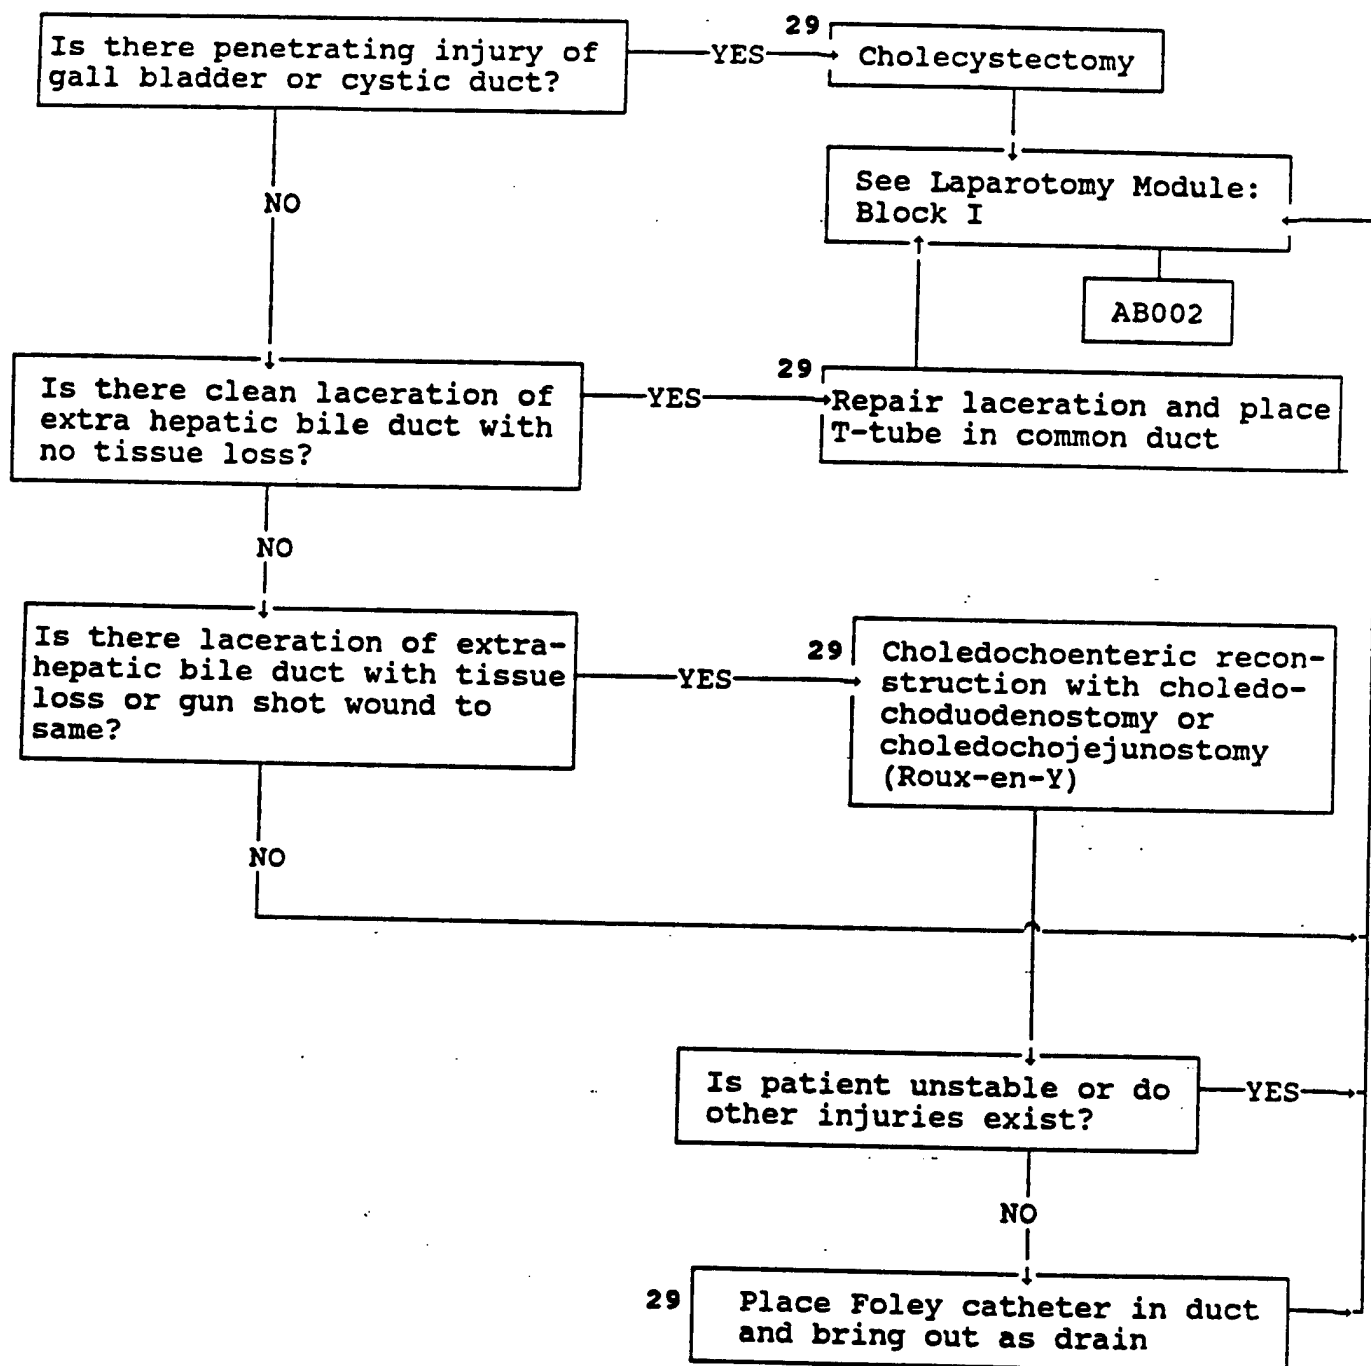 Is there penetrating injury of
gall bladder or cystic duct?
YES
29
Cholecystectomy
NO
See Laparotomy Module:
Block I
AB002
Is there clean laceration of
extra hepatic bile duct with
no tissue loss?
YES
29
Repair laceration and place
T-tube in common duct
NO
Is there laceration of extra-
hepatic bile duct with tissue
loss or gun shot wound to
same?
YES
29
Choledochoenteric recon-
struction with choledo-
choduodenostomy or
choledochojejunostomy
(Roux-en-Y)
NO
Is patient unstable or do
other injuries exist?
YES
NO
29
Place Foley catheter in duct
and bring out as drain